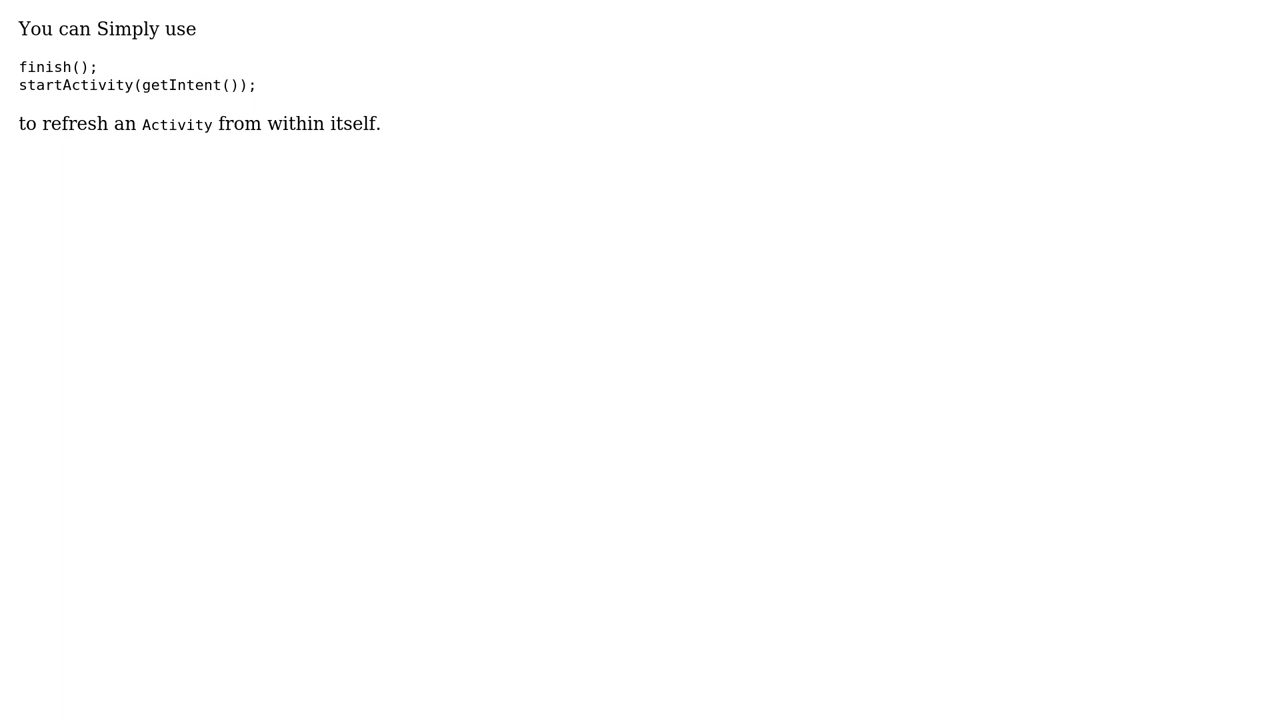 You can Simply use
finish();
startActivity(getIntent());
to refresh an Activity from within itself.